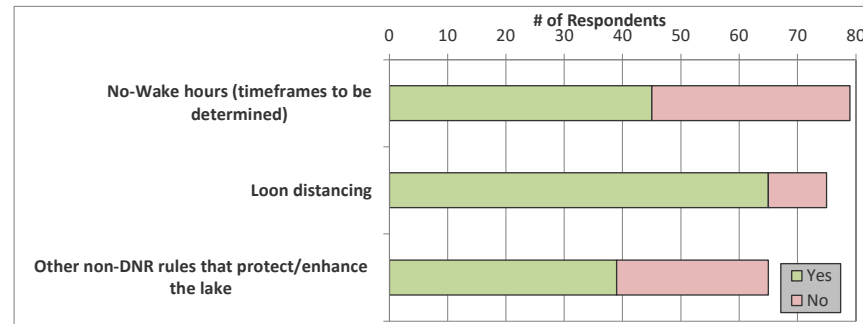 # of Respondents
0 10 20 30 40 50 60 70 80
No-Wake hours (timeframes to be
determined)
Loon distancing
Other non-DNR rules that protect/enhance
the lake
Yes
No